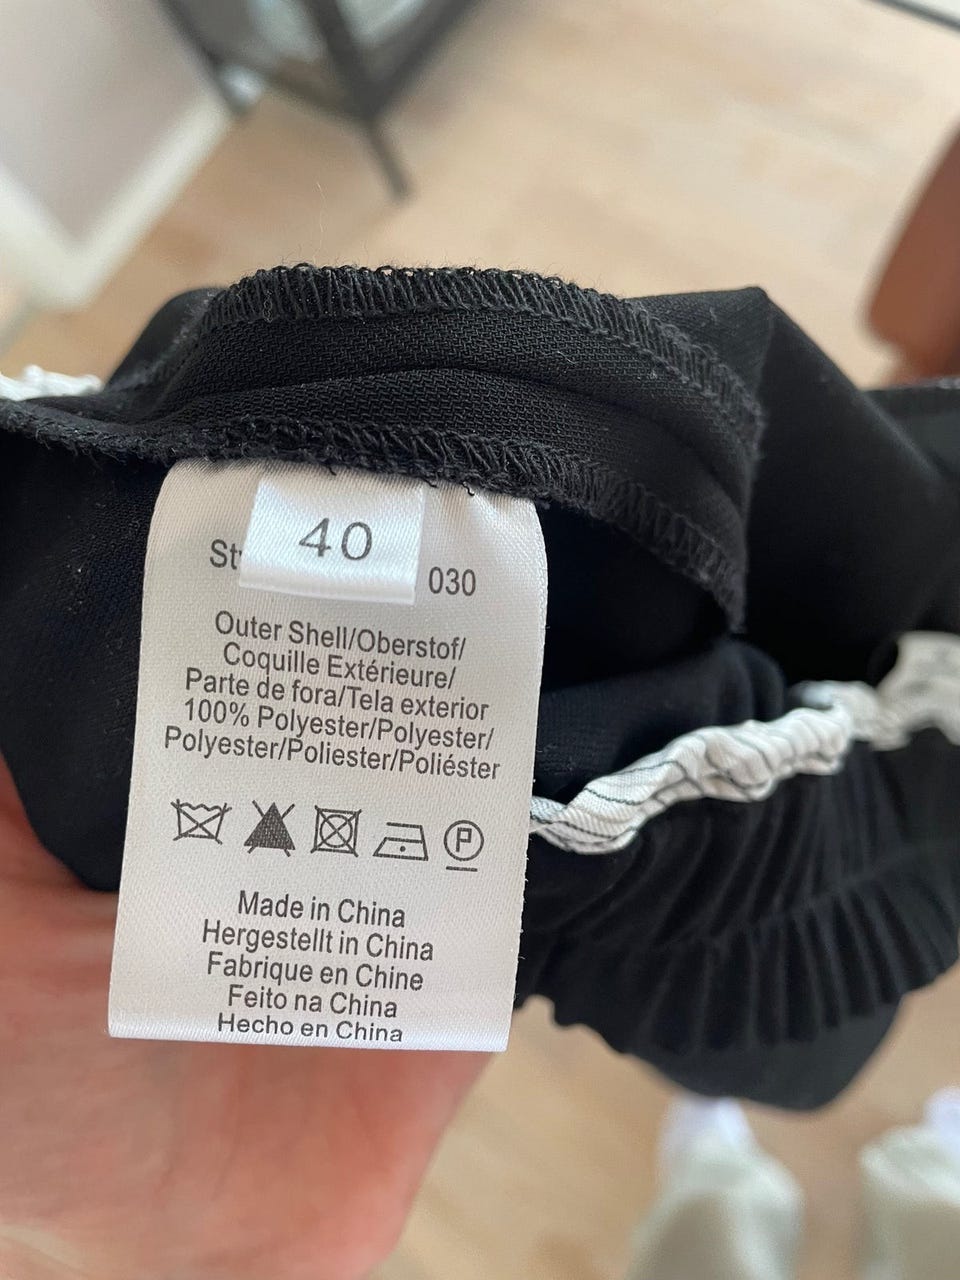 40
030
Outer Shell/Oberstof/
Coquille Extérieure/
Parte de fora/Tela exterior
100% Polyester/Polyester/
Polyester/Poliester/Poliéster
P
Made in China
Hergestellt in China
Fabrique en Chine
Feito na China
Hecho en China